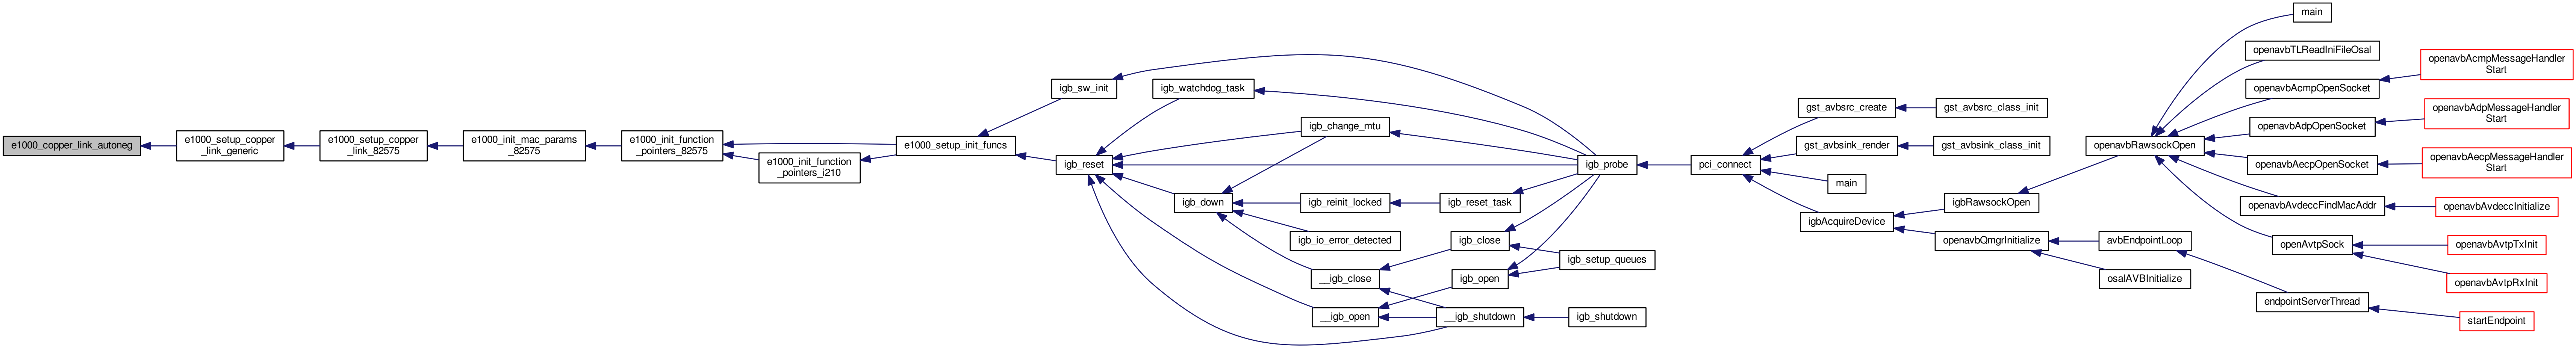 e1000_copper_link_autoneg
e1000_setup_copper
_link_generic
e1000_setup_copper
_link_82575
e1000_init_mac_params
_82575
e1000_init_function
_pointers_82575
e1000_init_function
_pointers_i210
e1000_setup_init_funcs
igb_sw_init
igb_reset
igb_watchdog_task
igb_change_mtu
igb_down
igb_reinit_locked
igb_reset_task
igb_io_error_detected
__igb_close
igb_close
__igb_open
igb_open
igb_setup_queues
__igb_shutdown
igb_shutdown
igb_probe
pci_connect
gst_avbsrc_create
gst_avbsrc_class_init
gst_avbsink_render
gst_avbsink_class_init
main
igbAcquireDevice
igbRawsockOpen
openavbQmgrInitialize
avbEndpointLoop
osalAVBInitialize
openavbRawsockOpen
main
openavbTLReadIniFileOsal
openavbAcmpOpenSocket
openavbAcmpMessageHandler
Start
openavbAdpOpenSocket
openavbAdpMessageHandler
Start
openavbAecpOpenSocket
openavbAecpMessageHandler
Start
openavbAvdeccFindMacAddr
openavbAvdeccInitialize
openAvtpSock
openavbAvtpTxInit
openavbAvtpRxInit
endpointServerThread
startEndpoint